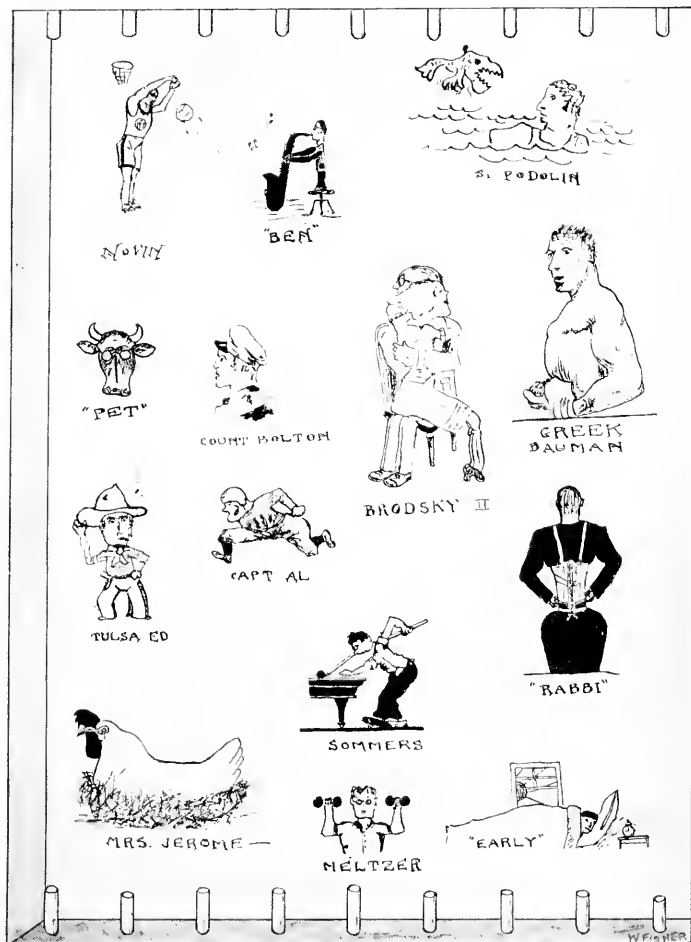 S. PODOLIN
NOVIN
"BEN"
"PET"
COUNT BOLTON
BRODSKY II
GREEK
BAUMAN
TULSA ED
CAPT AL
"RABBI"
SOMMERS
MRS. JEROME —
MELTZER
"EARLY"